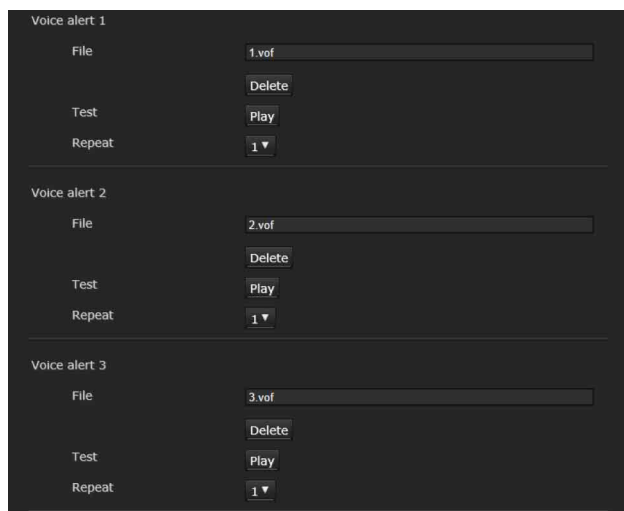 Voice alert 1
File 1.vof
Delete
Test Play
Repeat 1▼
Voice alert 2
File 2.vof
Delete
Test Play
Repeat 1▼
Voice alert 3
File 3.vof
Delete
Test Play
Repeat 1▼